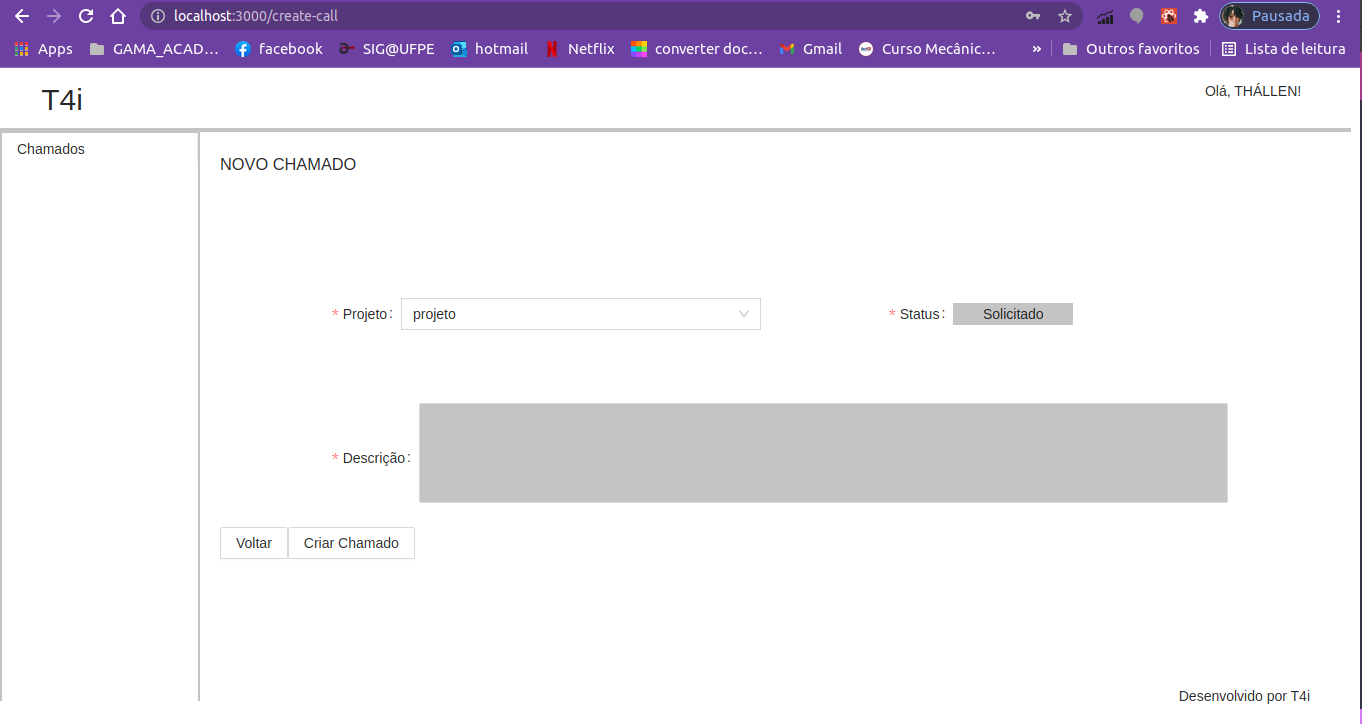 localhost:3000/create-call
Pausada
Apps GAMA_ACAD… facebook SIG@UFPE hotmail Netflix converter doc… Gmail Curso Mecânic… » Outros favoritos Lista de leitura
T4i
Olá, THÁLLEN!
Chamados
NOVO CHAMADO
* Projeto: projeto
* Status: Solicitado
* Descrição:
Voltar Criar Chamado
Desenvolvido por T4i